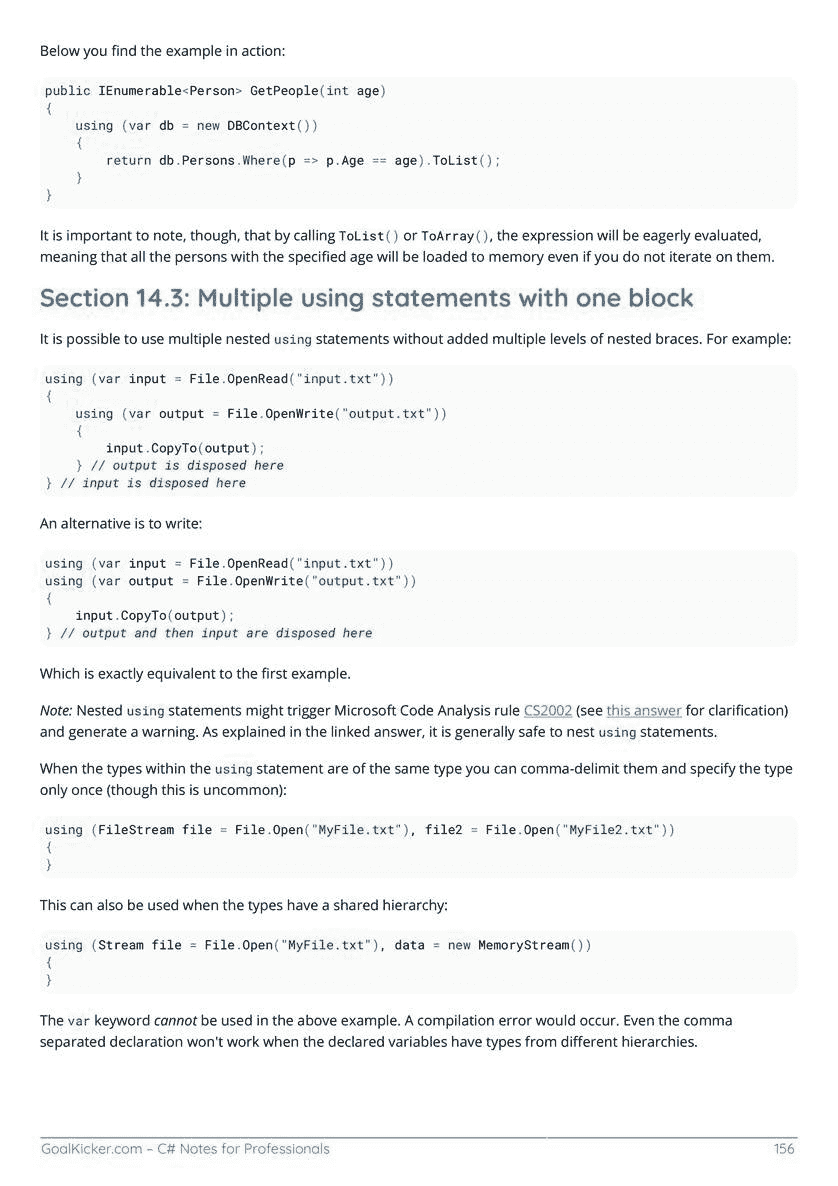 Below you find the example in action:
public IEnumerable<Person> GetPeople(int age)
{
    using (var db = new DBContext())
    {
        return db.Persons.Where(p => p.Age == age).ToList();
    }
}
It is important to note, though, that by calling ToList() or ToArray(), the expression will be eagerly evaluated,
meaning that all the persons with the specified age will be loaded to memory even if you do not iterate on them.
Section 14.3: Multiple using statements with one block
It is possible to use multiple nested using statements without added multiple levels of nested braces. For example:
using (var input = File.OpenRead("input.txt"))
{
    using (var output = File.OpenWrite("output.txt"))
    {
        input.CopyTo(output);
    } // output is disposed here
} // input is disposed here
An alternative is to write:
using (var input = File.OpenRead("input.txt"))
using (var output = File.OpenWrite("output.txt"))
{
    input.CopyTo(output);
} // output and then input are disposed here
Which is exactly equivalent to the first example.
Note: Nested using statements might trigger Microsoft Code Analysis rule CS2002 (see this answer for clarification)
and generate a warning. As explained in the linked answer, it is generally safe to nest using statements.
When the types within the using statement are of the same type you can comma-delimit them and specify the type
only once (though this is uncommon):
using (FileStream file = File.Open("MyFile.txt"), file2 = File.Open("MyFile2.txt"))
{
}
This can also be used when the types have a shared hierarchy:
using (Stream file = File.Open("MyFile.txt"), data = new MemoryStream())
{
}
The var keyword cannot be used in the above example. A compilation error would occur. Even the comma
separated declaration won't work when the declared variables have types from different hierarchies.
GoalKicker.com – C# Notes for Professionals
156